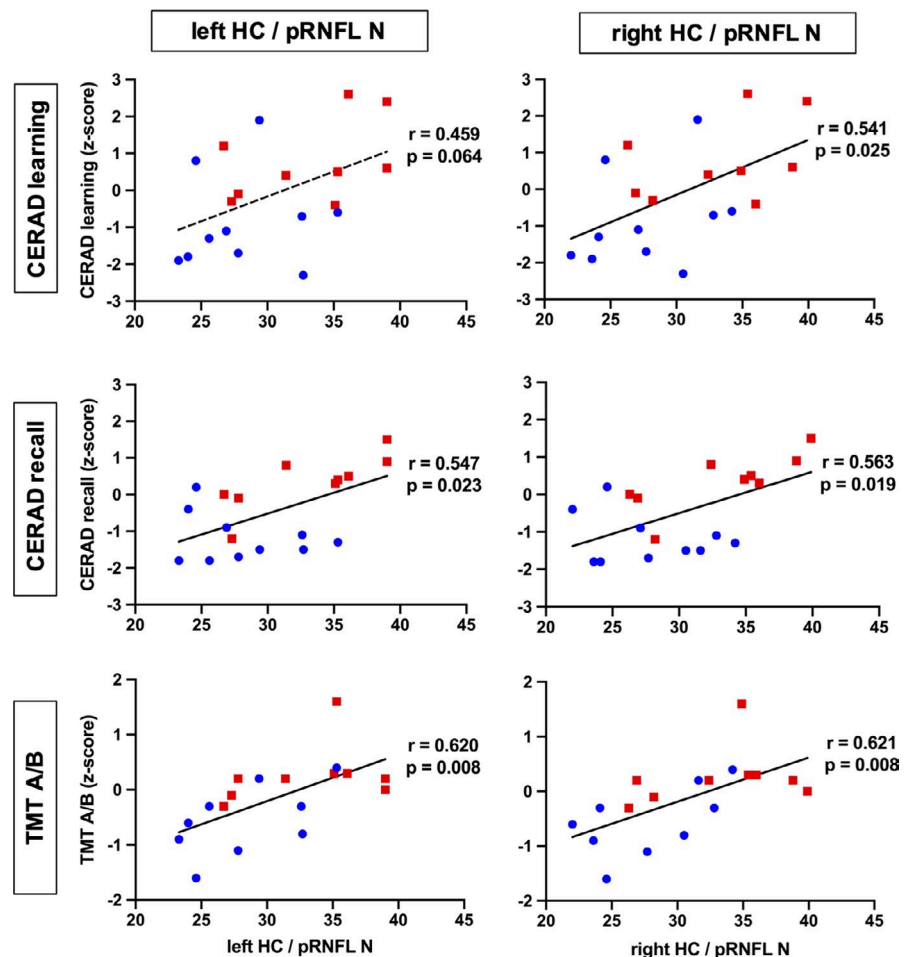 left HC / pRNFL N
right HC / pRNFL N
CERAD learning
CERAD learning (z-score)
3
2
1
0
-1
-2
-3
20 25 30 35 40 45
r = 0.459
p = 0.064
3
2
1
0
-1
-2
-3
20 25 30 35 40 45
r = 0.541
p = 0.025
CERAD recall
CERAD recall (z-score)
3
2
1
0
-1
-2
-3
20 25 30 35 40 45
r = 0.547
p = 0.023
3
2
1
0
-1
-2
-3
20 25 30 35 40 45
r = 0.563
p = 0.019
TMT A/B
TMT A/B (z-score)
2
1
0
-1
-2
20 25 30 35 40 45
r = 0.620
p = 0.008
left HC / pRNFL N
2
1
0
-1
-2
20 25 30 35 40 45
r = 0.621
p = 0.008
right HC / pRNFL N